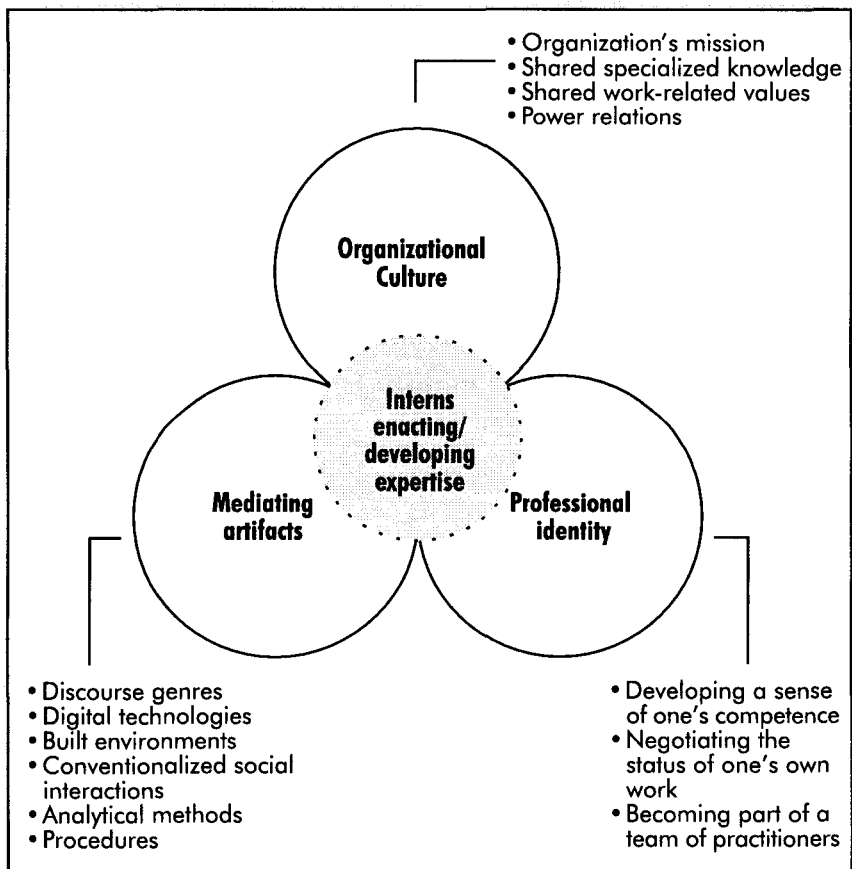 • Organization's mission
• Shared specialized knowledge
• Shared work-related values
• Power relations
Organizational
Culture
Interns
enacting/
developing
expertise
Mediating
artifacts
Professional
identity
• Discourse genres
• Digital technologies
• Built environments
• Conventionalized social
interactions
• Analytical methods
• Procedures
• Developing a sense
of one's competence
• Negotiating the
status of one's own
work
• Becoming part of a
team of practitioners